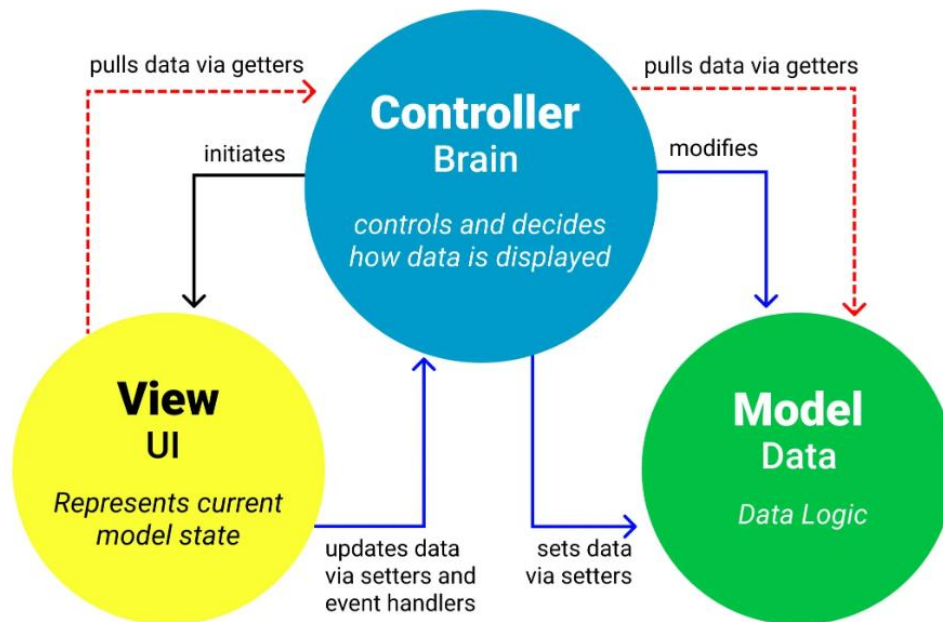 pulls data via getters
pulls data via getters
Controller
Brain
initiates
modifies
controls and decides
how data is displayed
View
UI
Represents current
model state
Model
Data
Data Logic
updates data
via setters and
event handlers
sets data
via setters